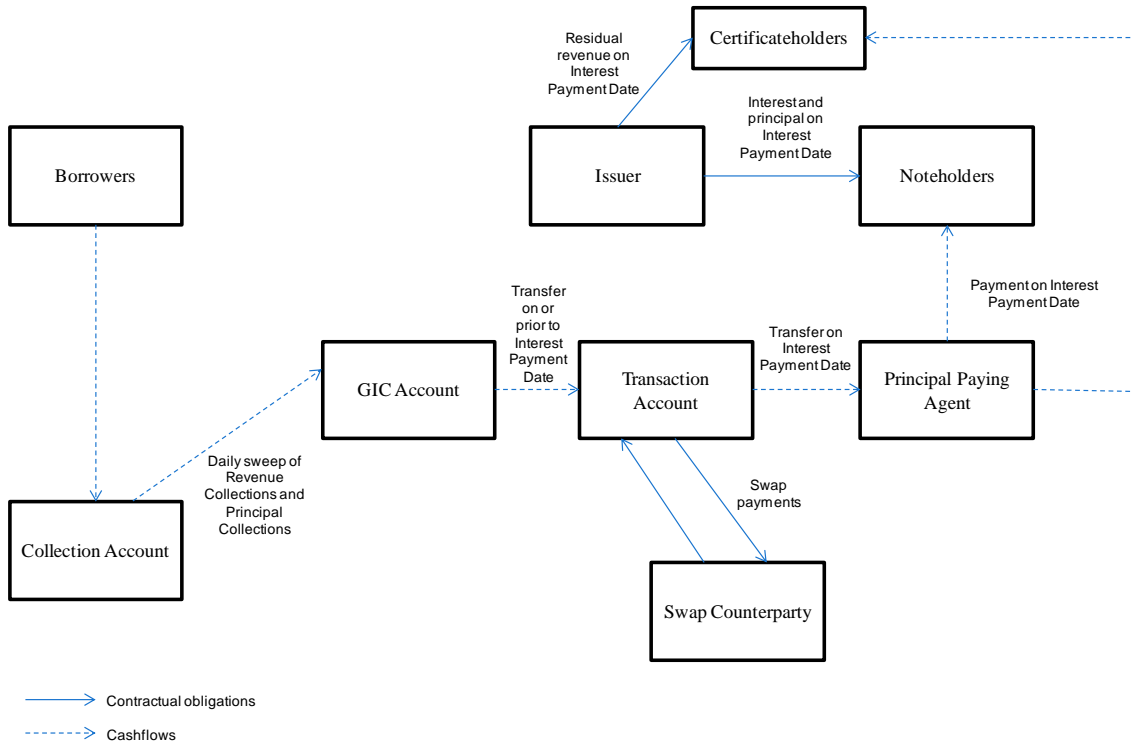 Certificateholders
Residual
revenue on
Interest
Payment Date
Interest and
principal on
Interest
Payment Date
Borrowers
Issuer
Noteholders
Transfer
on or
prior to
Interest
Payment
Date
Payment on Interest
Payment Date
Transfer on
Interest
Payment Date
GIC Account
Transaction
Account
Principal Paying
Agent
Daily sweep of
Revenue
Collections and
Principal
Collections
Swap
payments
Collection Account
Swap Counterparty
Contractual obligations
Cashflows